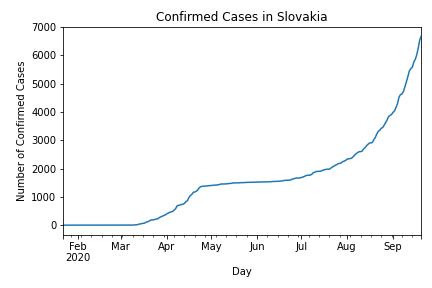 Confirmed Cases in Slovakia
Number of Confirmed Cases
7000
6000
5000
4000
3000
2000
1000
0
Feb Mar Apr May Jun Jul Aug Sep
2020
Day